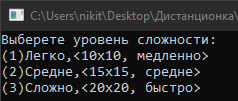 C:\Users\nikit\Desktop\Дистанционка\
Выберете уровень сложности:
(1)Легко,<10x10, медленно>
(2)Средне,<15x15, средне>
(3)Сложно,<20x20, быстро>